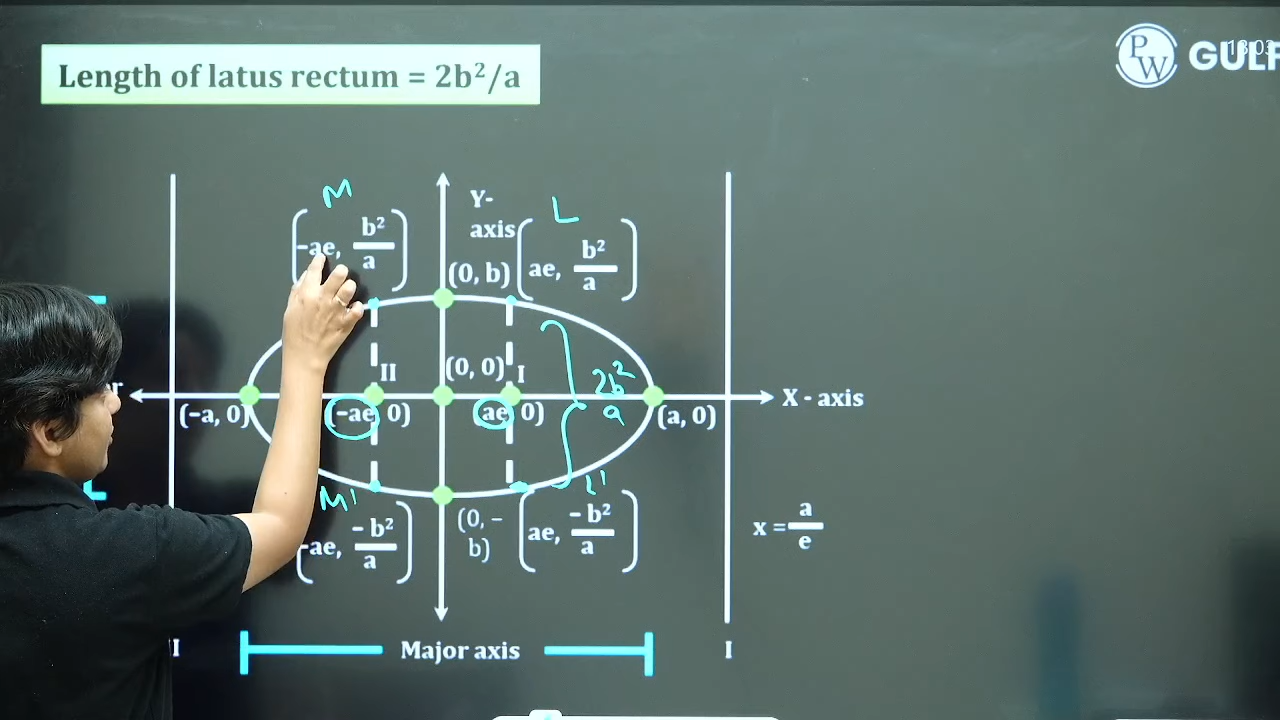 Length of latus rectum = 2b²/a
PW GULF
M
(-ae, b²/a)
Y-
axis
L
(ae, b²/a)
(0, b)
II
(0, 0)
I
2b²/a
X - axis
(-a, 0)
(-ae, 0)
(ae, 0)
(a, 0)
M'
L'
(-ae, -b²/a)
(0, -
b)
(ae, -b²/a)
x = a/e
I
Major axis
I